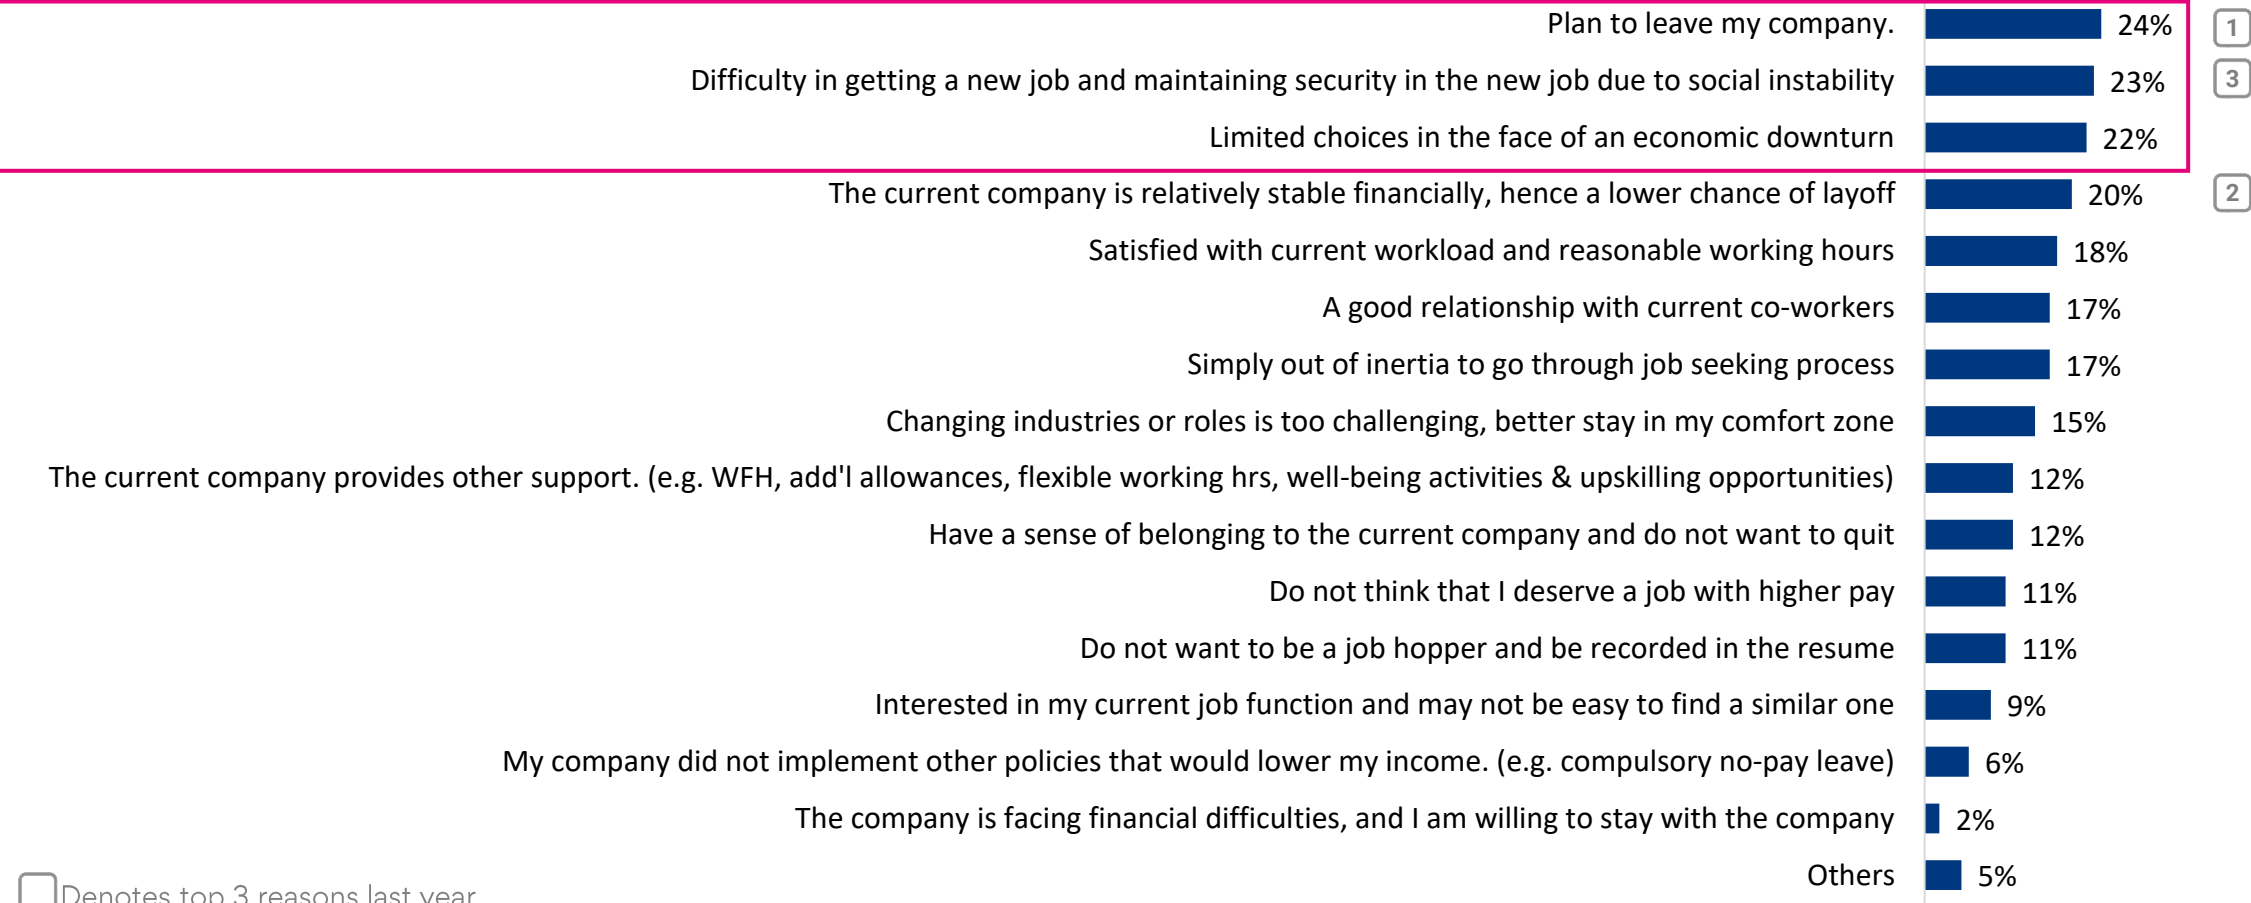 Plan to leave my company. 24% 1
Difficulty in getting a new job and maintaining security in the new job due to social instability 23% 3
Limited choices in the face of an economic downturn 22%
The current company is relatively stable financially, hence a lower chance of layoff 20% 2
Satisfied with current workload and reasonable working hours 18%
A good relationship with current co-workers 17%
Simply out of inertia to go through job seeking process 17%
Changing industries or roles is too challenging, better stay in my comfort zone 15%
The current company provides other support. (e.g. WFH, add'l allowances, flexible working hrs, well-being activities & upskilling opportunities) 12%
Have a sense of belonging to the current company and do not want to quit 12%
Do not think that I deserve a job with higher pay 11%
Do not want to be a job hopper and be recorded in the resume 11%
Interested in my current job function and may not be easy to find a similar one 9%
My company did not implement other policies that would lower my income. (e.g. compulsory no-pay leave) 6%
The company is facing financial difficulties, and I am willing to stay with the company 2%
Others 5%
Denotes top 3 reasons last year